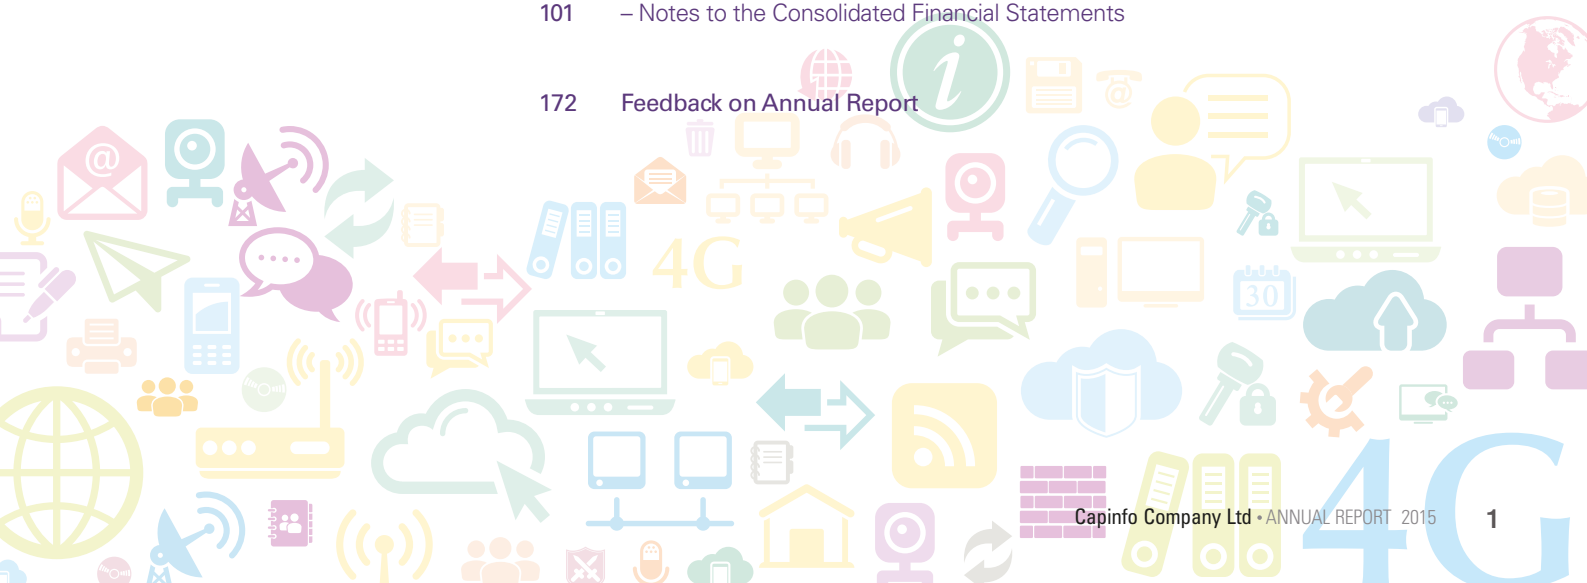 101 – Notes to the Consolidated Financial Statements
172 Feedback on Annual Report
4G
30
4G
Capinfo Company Ltd • ANNUAL REPORT 2015 1